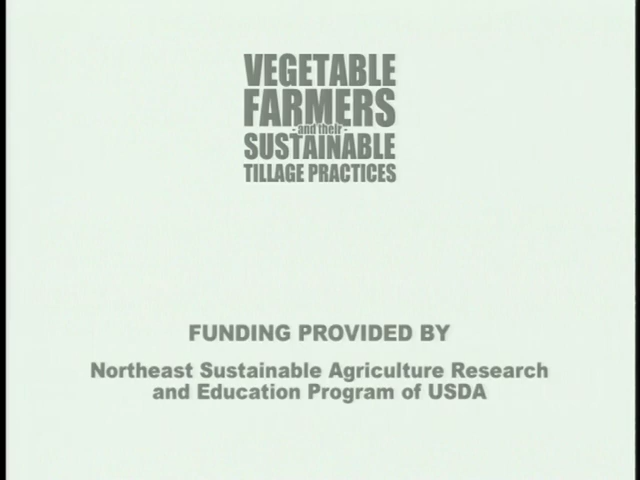 VEGETABLE
FARMERS
- and their -
SUSTAINABLE
TILLAGE PRACTICES
FUNDING PROVIDED BY
Northeast Sustainable Agriculture Research
and Education Program of USDA